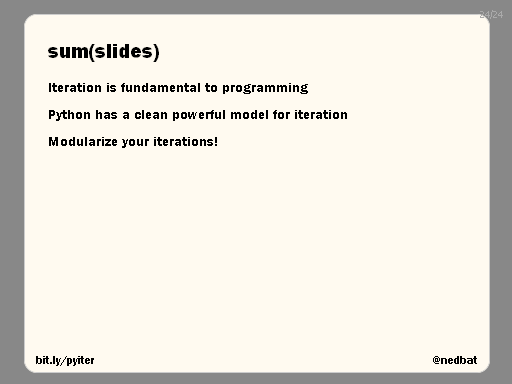 24/24
sum(slides)
Iteration is fundamental to programming
Python has a clean powerful model for iteration
Modularize your iterations!
bit.ly/pyiter
@nedbat